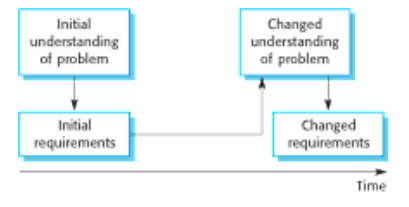 Initial
understanding
of problem
Changed
understanding
of problem
Initial
requirements
Changed
requirements
Time